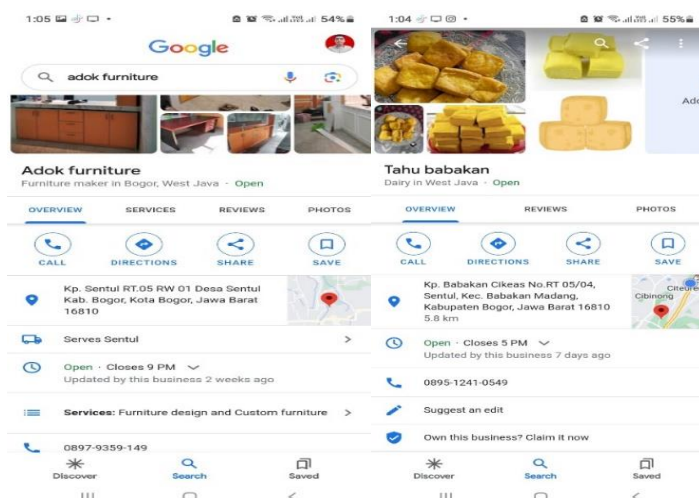 1:05
54%
Google
adok furniture
Adok furniture
Furniture maker in Bogor, West Java · Open
OVERVIEW SERVICES REVIEWS PHOTOS
CALL DIRECTIONS SHARE SAVE
Kp. Sentul RT.05 RW 01 Desa Sentul
Kab. Bogor, Kota Bogor, Jawa Barat
16810
Serves Sentul
Open · Closes 9 PM
Updated by this business 2 weeks ago
Services: Furniture design and Custom furniture
0897-9359-149
Discover Search Saved
1:04
55%
Add
Tahu babakan
Dairy in West Java · Open
OVERVIEW REVIEWS PHOTOS
CALL DIRECTIONS SHARE SAVE
Kp. Babakan Cikeas No.RT 05/04,
Sentul, Kec. Babakan Madang,
Kabupaten Bogor, Jawa Barat 16810
5.8 km
Citeure
Cibinong
Open · Closes 5 PM
Updated by this business 7 days ago
0895-1241-0549
Suggest an edit
Own this business? Claim it now
Discover Search Saved